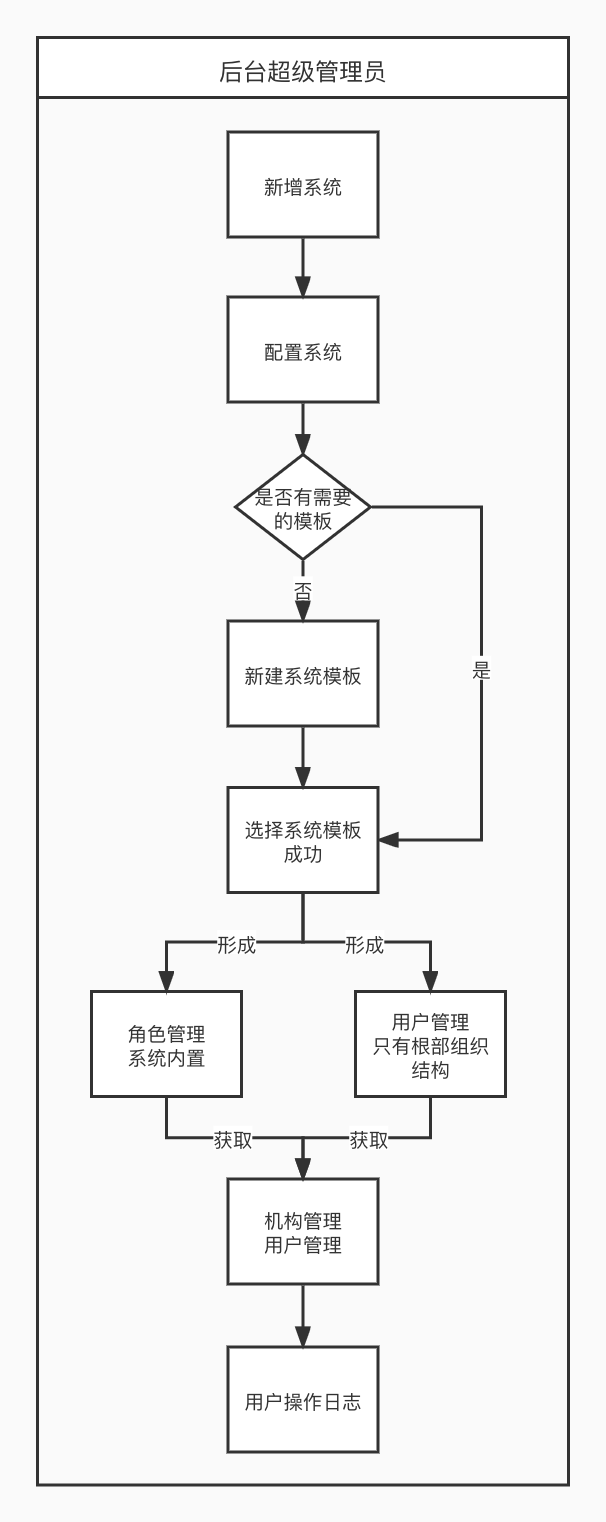 后台超级管理员
新增系统
配置系统
是否有需要
的模板
否
新建系统模板
是
选择系统模板
成功
形成
形成
角色管理
系统内置
用户管理
只有根部组织
结构
获取
获取
机构管理
用户管理
用户操作日志